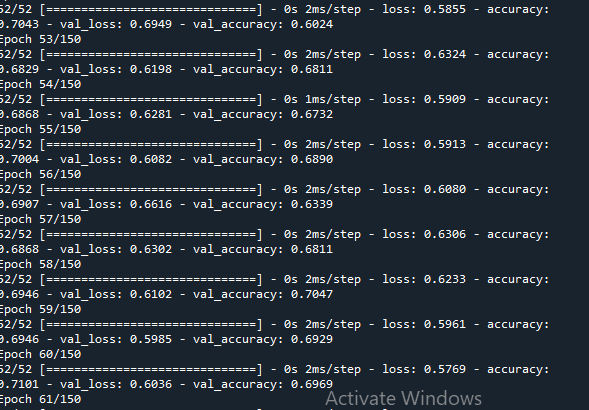 52/52 [==============================] - 0s 2ms/step - loss: 0.5855 - accuracy:
0.7043 - val_loss: 0.6949 - val_accuracy: 0.6024
Epoch 53/150
52/52 [==============================] - 0s 2ms/step - loss: 0.6324 - accuracy:
0.6829 - val_loss: 0.6198 - val_accuracy: 0.6811
Epoch 54/150
52/52 [==============================] - 0s 1ms/step - loss: 0.5909 - accuracy:
0.6868 - val_loss: 0.6281 - val_accuracy: 0.6732
Epoch 55/150
52/52 [==============================] - 0s 2ms/step - loss: 0.5913 - accuracy:
0.7004 - val_loss: 0.6082 - val_accuracy: 0.6890
Epoch 56/150
52/52 [==============================] - 0s 2ms/step - loss: 0.6080 - accuracy:
0.6907 - val_loss: 0.6616 - val_accuracy: 0.6339
Epoch 57/150
52/52 [==============================] - 0s 2ms/step - loss: 0.6306 - accuracy:
0.6868 - val_loss: 0.6302 - val_accuracy: 0.6811
Epoch 58/150
52/52 [==============================] - 0s 2ms/step - loss: 0.6233 - accuracy:
0.6946 - val_loss: 0.6102 - val_accuracy: 0.7047
Epoch 59/150
52/52 [==============================] - 0s 2ms/step - loss: 0.5961 - accuracy:
0.6946 - val_loss: 0.5985 - val_accuracy: 0.6929
Epoch 60/150
52/52 [==============================] - 0s 2ms/step - loss: 0.5769 - accuracy:
0.7101 - val_loss: 0.6036 - val_accuracy: 0.6969
Epoch 61/150
Activate Windows